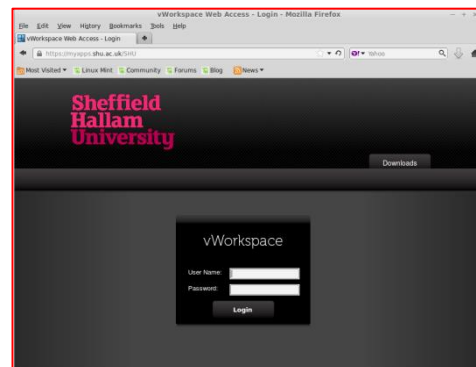 vWorkspace Web Access - Login - Mozilla Firefox
File Edit View History Bookmarks Tools Help
vWorkspace Web Access - Login
https://myapps.shu.ac.uk/SHU
Yahoo
Most Visited Linux Mint Community Forums Blog News
Sheffield
Hallam
University
Downloads
vWorkspace
User Name:
Password:
Login